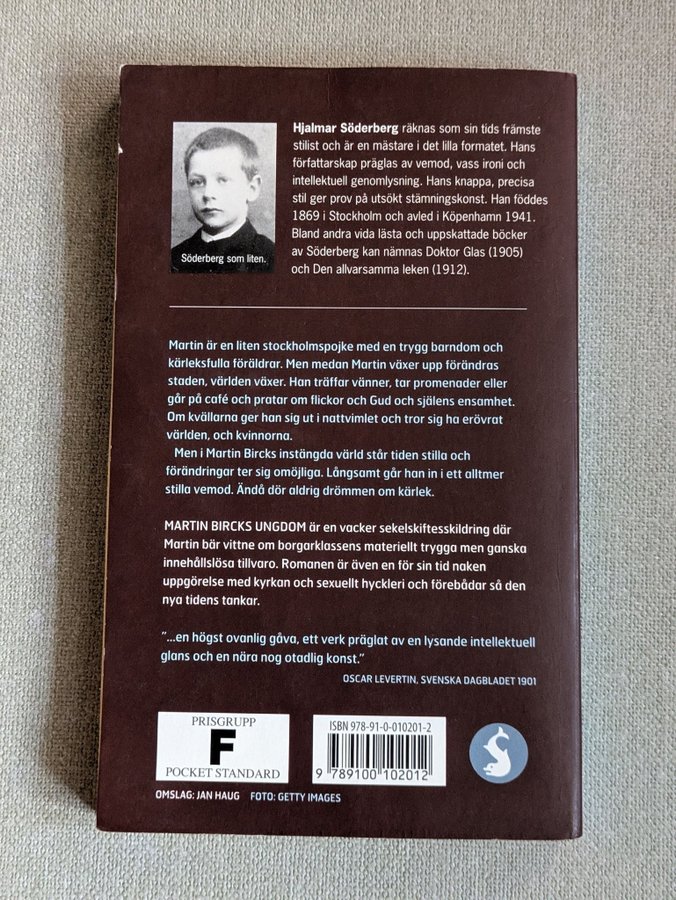 Hjalmar Söderberg räknas som sin tids främste
stilist och är en mästare i det lilla formatet. Hans
författarskap präglas av vemod, vass ironi och
intellektuell genomlysning. Hans knappa, precisa
stil ger prov på utsökt stämningskonst. Han föddes
1869 i Stockholm och avled i Köpenhamn 1941.
Bland andra vida lästa och uppskattade böcker
av Söderberg kan nämnas Doktor Glas (1905)
och Den allvarsamma leken (1912).
Söderberg som liten.
Martin är en liten stockholmspojke med en trygg barndom och
kärleksfulla föräldrar. Men medan Martin växer upp förändras
staden, världen växer. Han träffar vänner, tar promenader eller
går på café och pratar om flickor och Gud och själens ensamhet.
Om kvällarna ger han sig ut i nattvimlet och tror sig ha erövrat
världen, och kvinnorna.
Men i Martin Bircks instängda värld står tiden stilla och
förändringar ter sig omöjliga. Långsamt går han in i ett alltmer
stilla vemod. Ändå dör aldrig drömmen om kärlek.
MARTIN BIRCKS UNGDOM är en vacker sekelskiftesskildring där
Martin bär vittne om borgarklassens materiellt trygga men ganska
innehållslösa tillvaro. Romanen är även en för sin tid naken
uppgörelse med kyrkan och sexuellt hyckleri och förebådar så den
nya tidens tankar.
"...en högst ovanlig gåva, ett verk präglat av en lysande intellektuell
glans och en nära nog otadlig konst."
OSCAR LEVERTIN, SVENSKA DAGBLADET 1901
PRISGRUPP
F
POCKET STANDARD
ISBN 978-91-0-010201-2
9 789100 102012
OMSLAG: JAN HAUG FOTO: GETTY IMAGES